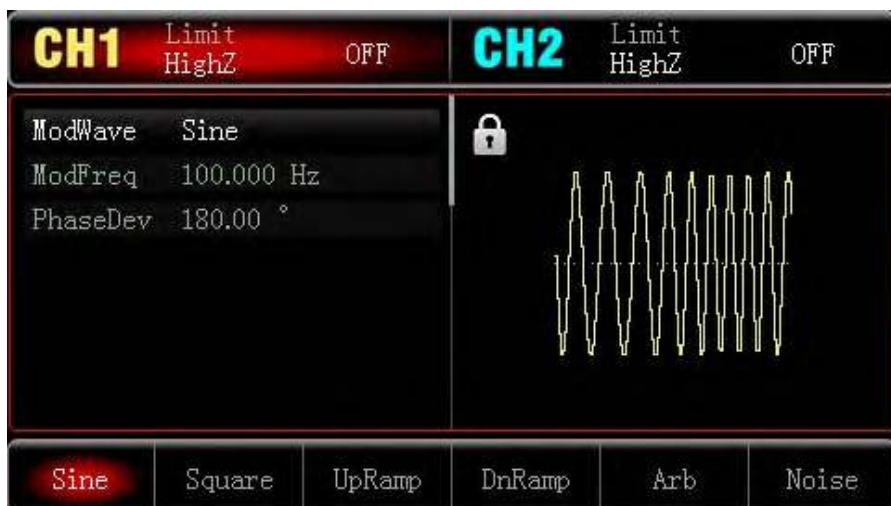 CH1 Limit HighZ OFF
CH2 Limit HighZ OFF
ModWave Sine
ModFreq 100.000 Hz
PhaseDev 180.00 °
Sine Square UpRamp DnRamp Arb Noise